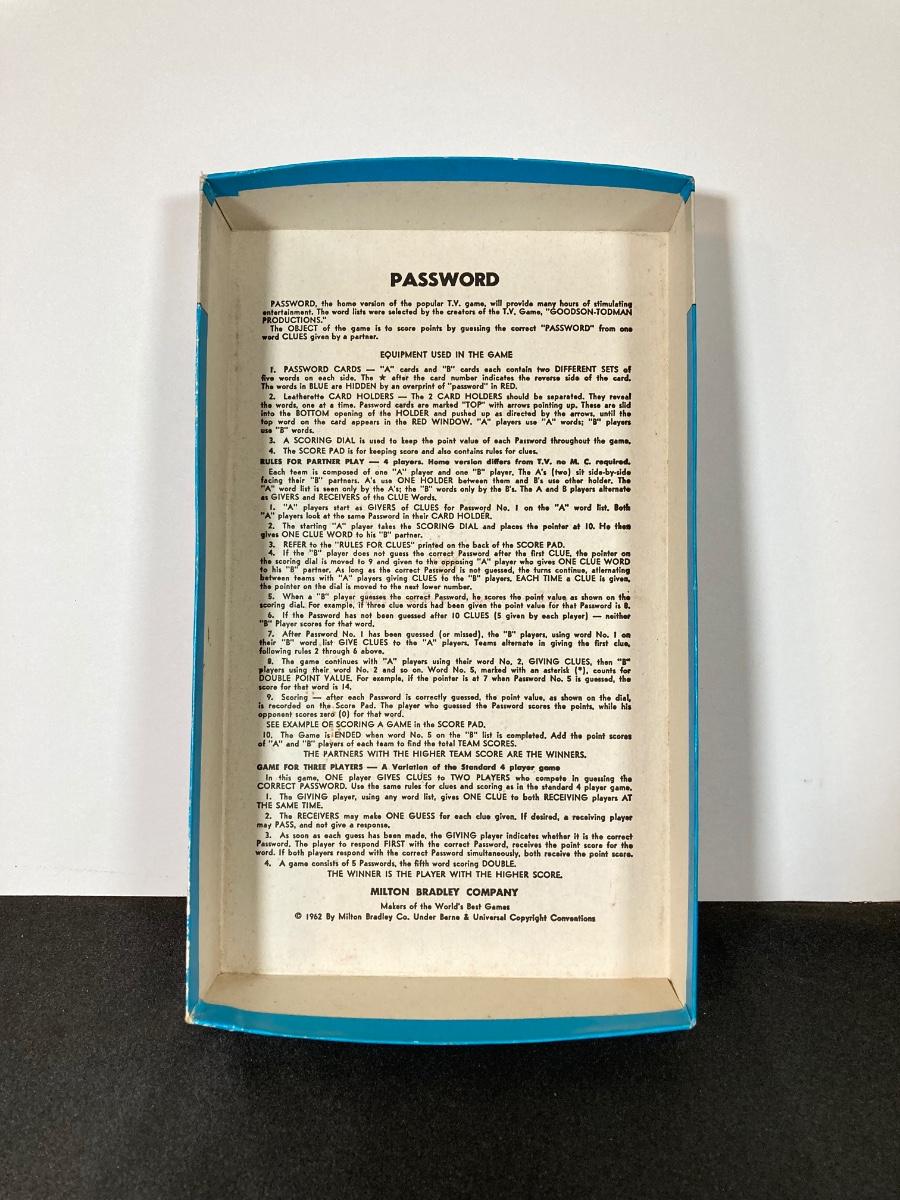 PASSWORD
PASSWORD, the home version of the popular T.V. game, will provide many hours of stimulating
entertainment. The word lists were selected by the creators of the T.V. Game, "GOODSON-TODMAN
PRODUCTIONS."
The OBJECT of the game is to score points by guessing the correct "PASSWORD" from one
word CLUES given by a partner.
EQUIPMENT USED IN THE GAME
1. PASSWORD CARDS — "A" cards and "B" cards each contain two DIFFERENT SETS of
five words on each side. The ★ after the card number indicates the reverse side of the card.
The words in BLUE are HIDDEN by an overprint of "password" in RED.
2. Leatherette CARD HOLDERS — The 2 CARD HOLDERS should be separated. They reveal
the words, one at a time. Password cards are marked "TOP" with arrows pointing up. These are slid
into the BOTTOM opening of the HOLDER and pushed up as directed by the arrows, until the
top word on the card appears in the RED WINDOW. "A" players use "A" words; "B" players
use "B" words.
3. A SCORING DIAL is used to keep the point value of each Password throughout the game.
4. The SCORE PAD is for keeping score and also contains rules for clues.
RULES FOR PARTNER PLAY — 4 players. Home version differs from T.V. no M. C. required.
Each team is composed of one "A" player and one "B" player. The A's (two) sit side-by-side
facing their "B" partners. A's use ONE HOLDER between them and B's use other holder. The
"A" word list is seen only by the A's; the "B" words only by the B's. The A and B players alternate
as GIVERS and RECEIVERS of the CLUE Words.
1. "A" players start as GIVERS of CLUES for Password No. 1 on the "A" word list. Both
"A" players look at the same Password in their CARD HOLDER.
2. The starting "A" player takes the SCORING DIAL and places the pointer at 10. He then
gives ONE CLUE WORD to his "B" partner.
3. REFER to the "RULES FOR CLUES" printed on the back of the SCORE PAD.
4. If the "B" player does not guess the correct Password after the first CLUE, the pointer on
the scoring dial is moved to 9 and given to the opposing "A" player who gives ONE CLUE WORD
to his "B" partner. As long as the correct Password is not guessed, the turns continue, alternating
between teams with "A" players giving CLUES to the "B" players. EACH TIME a CLUE is given,
the pointer on the dial is moved to the next lower number.
5. When a "B" player guesses the correct Password, he scores the point value as shown on the
scoring dial. For example, if three clue words had been given the point value for that Password is 8.
6. If the Password has not been guessed after 10 CLUES (5 given by each player) — neither
"B" Player scores for that word.
7. After Password No. 1 has been guessed (or missed), the "B" players, using word No. 1 on
their "B" word list GIVE CLUES to the "A" players. Teams alternate in giving the first clue,
following rules 2 through 6 above.
8. The game continues with "A" players using their word No. 2, GIVING CLUES, then "B"
players using their word No. 2 and so on. Word No. 5, marked with an asterisk (*), counts for
DOUBLE POINT VALUE. For example, if the pointer is at 7 when Password No. 5 is guessed, the
score for that word is 14.
9. Scoring — after each Password is correctly guessed, the point value, as shown on the dial,
is recorded on the Score Pad. The player who guessed the Password scores the points, while his
opponent scores zero (0) for that word.
SEE EXAMPLE OF SCORING A GAME in the SCORE PAD.
10. The Game is ENDED when word No. 5 on the "B" list is completed. Add the point scores
of "A" and "B" players of each team to find the total TEAM SCORES.
THE PARTNERS WITH THE HIGHER TEAM SCORE ARE THE WINNERS.
GAME FOR THREE PLAYERS — A Variation of the Standard 4 player game
In this game, ONE player GIVES CLUES to TWO PLAYERS who compete in guessing the
CORRECT PASSWORD. Use the same rules for clues and scoring as in the standard 4 player game.
1. The GIVING player, using any word list, gives ONE CLUE to both RECEIVING players AT
THE SAME TIME.
2. The RECEIVERS may make ONE GUESS for each clue given. If desired, a receiving player
may PASS, and not give a response.
3. As soon as each guess has been made, the GIVING player indicates whether it is the correct
Password. The player to respond FIRST with the correct Password, receives the point score for the
word. If both players respond with the correct Password simultaneously, both receive the point score.
4. A game consists of 5 Passwords, the fifth word scoring DOUBLE.
THE WINNER IS THE PLAYER WITH THE HIGHER SCORE.
MILTON BRADLEY COMPANY
Makers of the World's Best Games
© 1962 By Milton Bradley Co. Under Berne & Universal Copyright Conventions